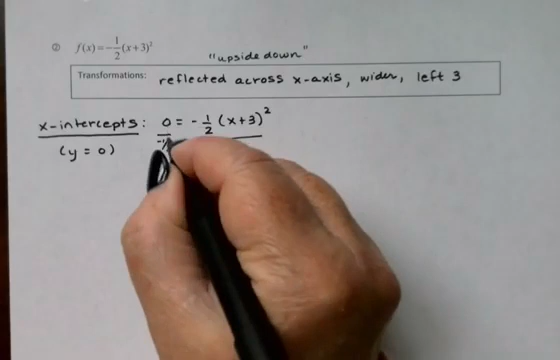 ② f(x) = -1/2(x+3)²
"upside down"
Transformations: reflected across x-axis, wider, left 3
x-intercepts: 0 = -1/2 (x+3)²
(y = 0)